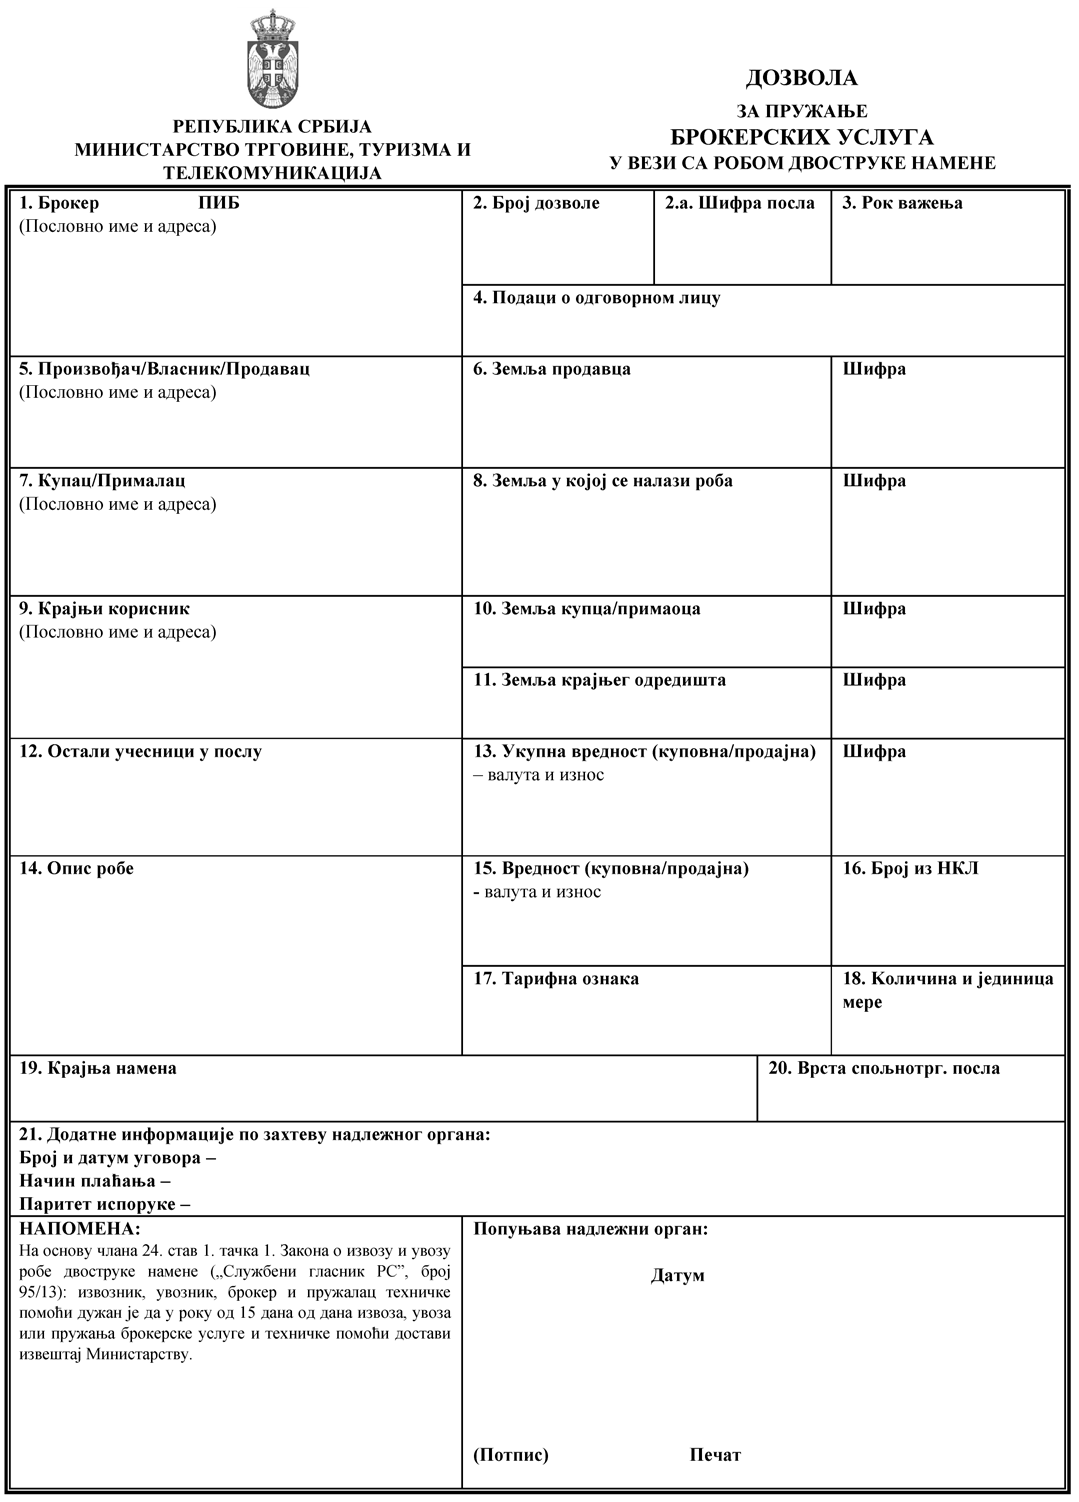 РЕПУБЛИКА СРБИЈА
МИНИСТАРСТВО ТРГОВИНЕ, ТУРИЗМА И
ТЕЛЕКОМУНИКАЦИЈА
ДОЗВОЛА
ЗА ПРУЖАЊЕ
БРОКЕРСКИХ УСЛУГА
У ВЕЗИ СА РОБОМ ДВОСТРУКЕ НАМЕНЕ
1. Брокер ПИБ
(Пословно име и адреса)
2. Број дозволе
2.а. Шифра посла
3. Рок важења
4. Подаци о одговорном лицу
5. Произвођач/Власник/Продавац
(Пословно име и адреса)
6. Земља продавца
Шифра
7. Купац/Прималац
(Пословно име и адреса)
8. Земља у којој се налази роба
Шифра
9. Крајњи корисник
(Пословно име и адреса)
10. Земља купца/примаоца
Шифра
11. Земља крајњег одредишта
Шифра
12. Остали учесници у послу
13. Укупна вредност (куповна/продајна)
– валута и износ
Шифра
14. Опис робе
15. Вредност (куповна/продајна)
- валута и износ
16. Број из НКЛ
17. Тарифна ознака
18. Количина и јединица
мере
19. Крајња намена
20. Врста спољнотрг. посла
21. Додатне информације по захтеву надлежног органа:
Број и датум уговора –
Начин плаћања –
Паритет испоруке –
НАПОМЕНА:
На основу члана 24. став 1. тачка 1. Закона о извозу и увозу
робе двоструке намене („Службени гласник РС”, број
95/13): извозник, увозник, брокер и пружалац техничке
помоћи дужан је да у року од 15 дана од дана извоза, увоза
или пружања брокерске услуге и техничке помоћи достави
извештај Министарству.
Попуњава надлежни орган:
Датум
(Потпис) Печат